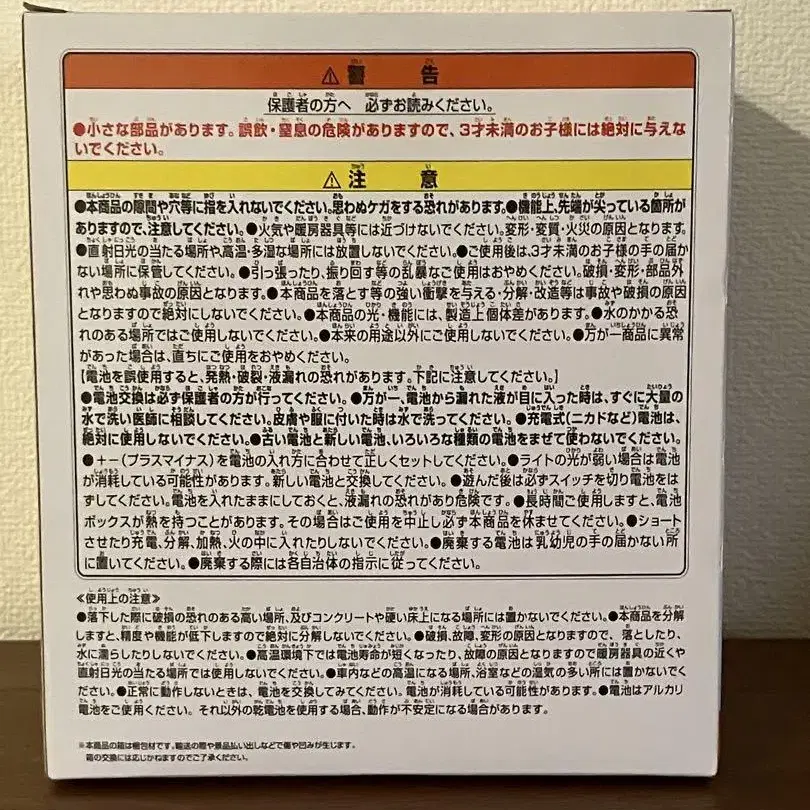 ⚠警 告
保護者の方へ 必ずお読みください。
●小さな部品があります。誤飲・窒息の危険がありますので、3才未満のお子様には絶対に与えな
いでください。
⚠注 意
●本商品の隙間や穴等に指を入れないでください。思わぬケガをする恐れがあります。●機能上、先端が尖っている箇所が
ありますので、注意してください。●火気や暖房器具等には近づけないでください。変形・変質・火災の原因となります。
●直射日光の当たる場所や高温・多湿な場所には放置しないでください。●ご使用後は、3才未満のお子様の手の届か
ない場所に保管してください。●引っ張ったり、振り回す等の乱暴なご使用はおやめください。破損・変形・部品外
れや思わぬ事故の原因となります。●本商品を落とす等の強い衝撃を与える・分解・改造等は事故や破損の原因
となりますので絶対にしないでください。●本商品の光・機能には、製造上個体差があります。●水のかかる恐
れのある場所ではご使用しないでください。●本来の用途以外にご使用しないでください。●万が一商品に異常
があった場合は、直ちにご使用をおやめください。
【電池を誤使用すると、発熱・破裂・液漏れの恐れがあります。下記に注意してください。】
●電池交換は必ず保護者の方が行なってください。●万が一、電池から漏れた液が目に入った時は、すぐに大量の
水で洗い医師に相談してください。皮膚や服に付いた時は水で洗ってください。●充電式(ニカドなど)電池は、
絶対に使用しないでください。●古い電池と新しい電池、いろいろな種類の電池をまぜて使わないでください。
●+-(プラスマイナス)を電池の入れ方に合わせて正しくセットしてください。●ライトの光が弱い場合は電池
が消耗している可能性があります。新しい電池と交換してください。●遊んだ後は必ずスイッチを切り電池をは
ずしてください。電池を入れたままにしておくと、液漏れの恐れがあり危険です。●長時間ご使用しますと、電池
ボックスが熱を持つことがあります。その場合はご使用を中止し必ず本商品を休ませてください。●ショート
させたり充電、分解、加熱、火の中に入れたりしないでください。●廃棄する電池は乳幼児の手の届かない所
に置いてください。●廃棄する際には各自治体の指示に従ってください。
≪使用上の注意≫
●落下した際に破損の恐れのある高い場所、及びコンクリートや硬い床上になる場所には置かないでください。●本商品を分解
しますと、精度や機能が低下しますので絶対に分解しないでください。●破損、故障、変形の原因となりますので、落としたり、
水に濡らしたりしないでください。●高温環境下では電池寿命が短くなったり、故障の原因となりますので暖房器具の近くや
直射日光の当たる場所では使用しないでください。●車内などの高温になる場所、浴室などの湿気の多い所には置かないでくだ
さい。●正常に動作しないときは、電池を交換してみてください。電池が消耗している可能性があります。●電池はアルカリ
電池をご使用ください。それ以外の乾電池を使用する場合、動作が不安定になる場合があります。
※本商品の箱は梱包材です。輸送の際や景品払い出しなどで傷や凹みが生じます。
箱の交換には応じかねますのでご了承ください。